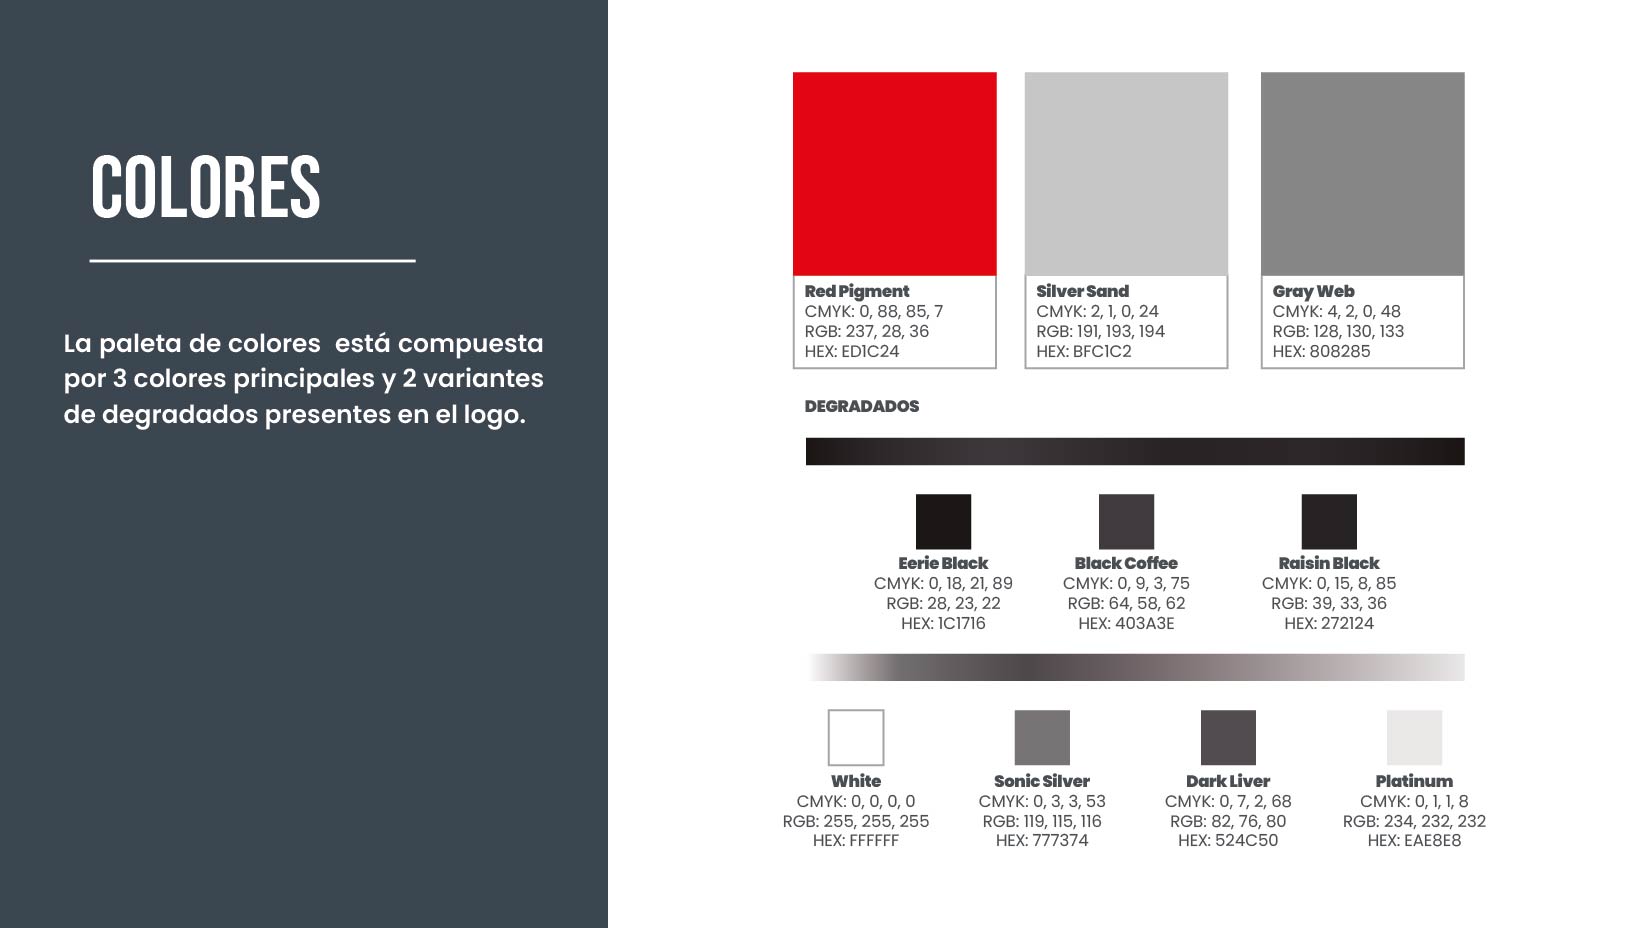 COLORES
La paleta de colores  está compuesta
por 3 colores principales y 2 variantes
de degradados presentes en el logo.
Red Pigment
CMYK: 0, 88, 85, 7
RGB: 237, 28, 36
HEX: ED1C24
Silver Sand
CMYK: 2, 1, 0, 24
RGB: 191, 193, 194
HEX: BFC1C2
Gray Web
CMYK: 4, 2, 0, 48
RGB: 128, 130, 133
HEX: 808285
DEGRADADOS
Eerie Black
CMYK: 0, 18, 21, 89
RGB: 28, 23, 22
HEX: 1C1716
Black Coffee
CMYK: 0, 9, 3, 75
RGB: 64, 58, 62
HEX: 403A3E
Raisin Black
CMYK: 0, 15, 8, 85
RGB: 39, 33, 36
HEX: 272124
White
CMYK: 0, 0, 0, 0
RGB: 255, 255, 255
HEX: FFFFFF
Sonic Silver
CMYK: 0, 3, 3, 53
RGB: 119, 115, 116
HEX: 777374
Dark Liver
CMYK: 0, 7, 2, 68
RGB: 82, 76, 80
HEX: 524C50
Platinum
CMYK: 0, 1, 1, 8
RGB: 234, 232, 232
HEX: EAE8E8